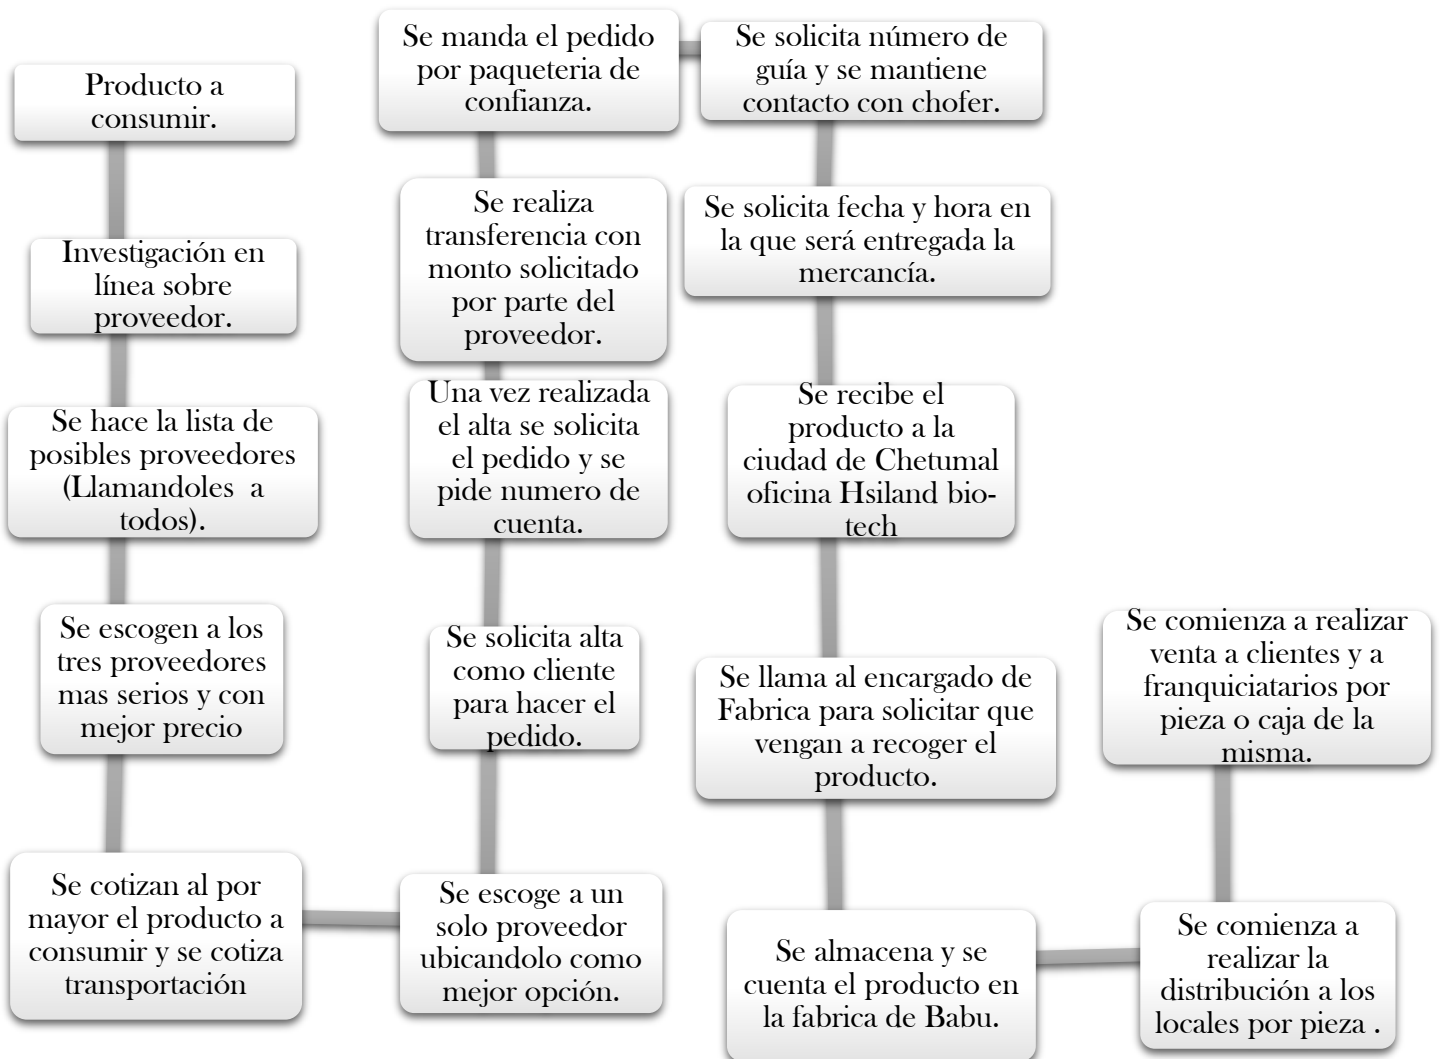 Producto a
consumir.
Investigación en
línea sobre
proveedor.
Se hace la lista de
posibles proveedores
(Llamandoles a
todos).
Se escogen a los
tres proveedores
mas serios y con
mejor precio
Se cotizan al por
mayor el producto a
consumir y se cotiza
transportación
Se escoge a un
solo proveedor
ubicandolo como
mejor opción.
Se solicita alta
como cliente
para hacer el
pedido.
Una vez realizada
el alta se solicita
el pedido y se
pide numero de
cuenta.
Se realiza
transferencia con
monto solicitado
por parte del
proveedor.
Se manda el pedido
por paqueteria de
confianza.
Se solicita número de
guía y se mantiene
contacto con chofer.
Se solicita fecha y hora en
la que será entregada la
mercancía.
Se recibe el
producto a la
ciudad de Chetumal
oficina Hsiland bio-
tech
Se llama al encargado de
Fabrica para solicitar que
vengan a recoger el
producto.
Se almacena y se
cuenta el producto en
la fabrica de Babu.
Se comienza a
realizar la
distribución a los
locales por pieza .
Se comienza a realizar
venta a clientes y a
franquiciatarios por
pieza o caja de la
misma.